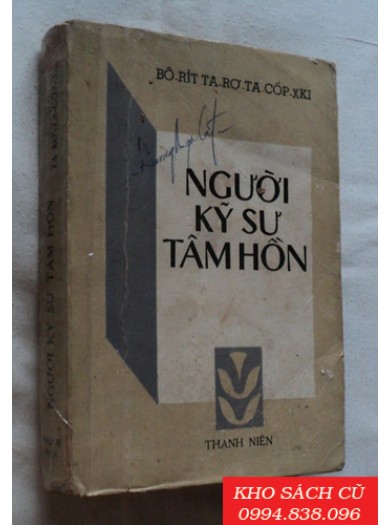 BÔ-RÍT TA-RƠ-TA-CỐP-XKI
NGƯỜI
KỸ SƯ
TÂM HỒN
THANH NIÊN
NGƯỜI KỸ SƯ TÂM HỒN
KHO SÁCH CŨ
0994.838.096